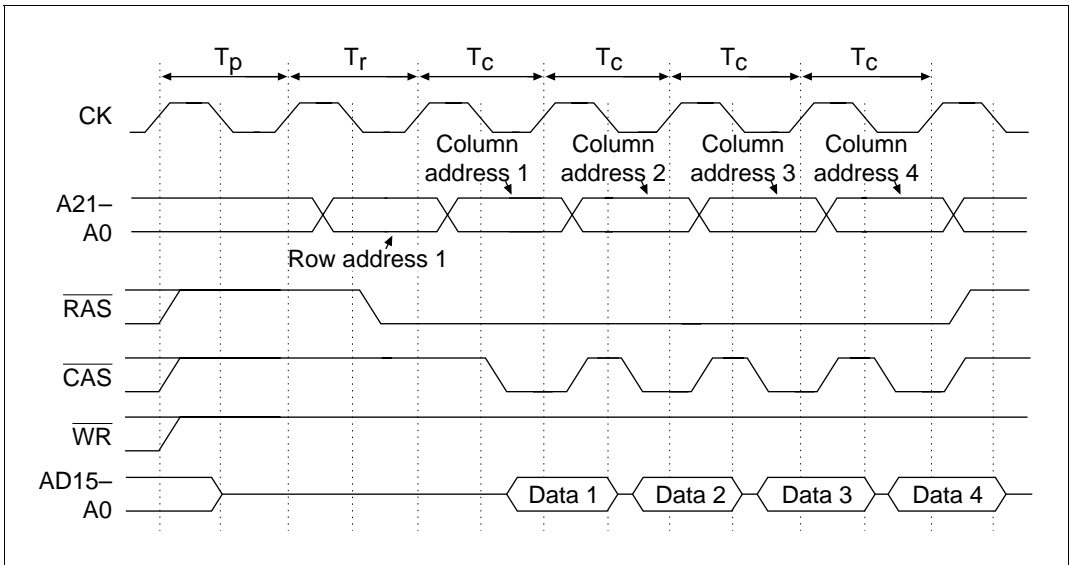 Tp Tr Tc Tc Tc Tc
CK
Column address 1
Column address 2
Column address 3
Column address 4
A21–
A0
Row address 1
RAS
CAS
WR
AD15–
A0
Data 1 Data 2 Data 3 Data 4